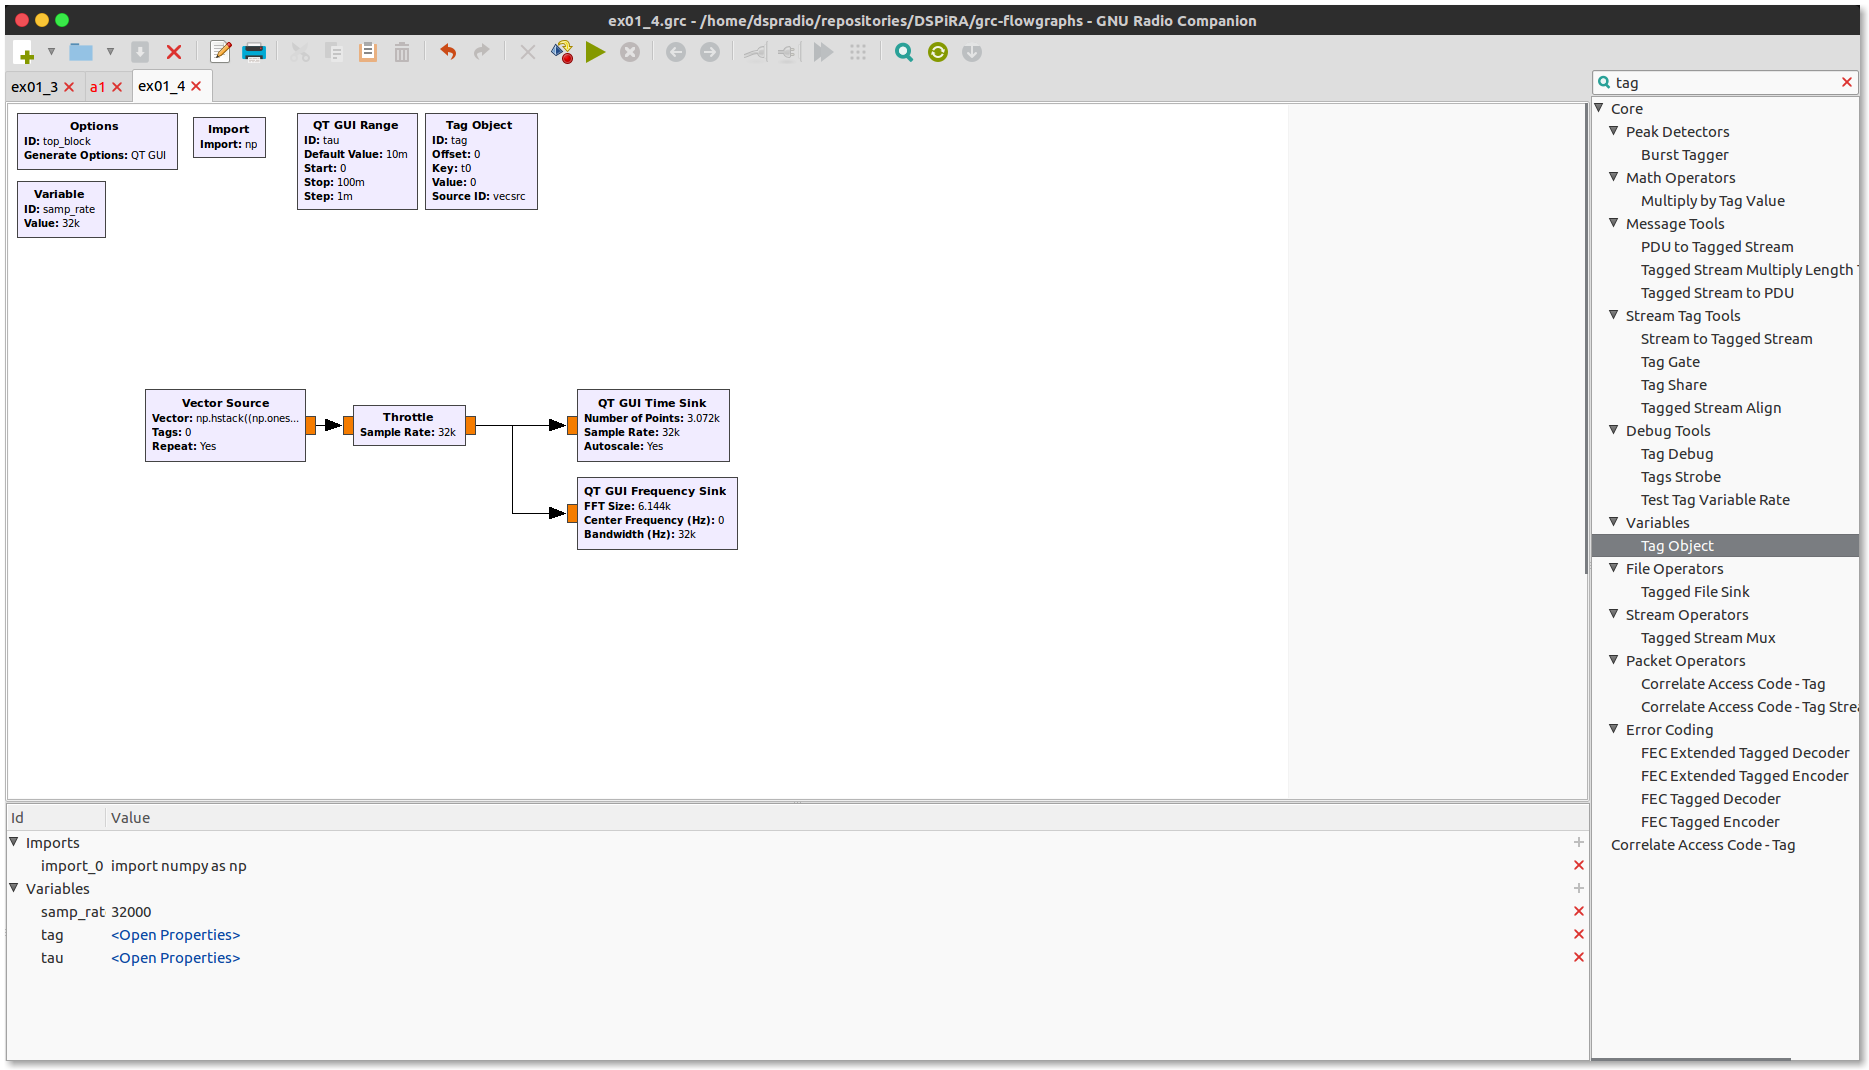 ex01_4.grc - /home/dspradio/repositories/DSPiRA/grc-flowgraphs - GNU Radio Companion
ex01_3
a1
ex01_4
Options
ID: top_block
Generate Options: QT GUI
Import
Import: np
Variable
ID: samp_rate
Value: 32k
QT GUI Range
ID: tau
Default Value: 10m
Start: 0
Stop: 100m
Step: 1m
Tag Object
ID: tag
Offset: 0
Key: t0
Value: 0
Source ID: vecsrc
Vector Source
Vector: np.hstack((np.ones...
Tags: 0
Repeat: Yes
Throttle
Sample Rate: 32k
QT GUI Time Sink
Number of Points: 3.072k
Sample Rate: 32k
Autoscale: Yes
QT GUI Frequency Sink
FFT Size: 6.144k
Center Frequency (Hz): 0
Bandwidth (Hz): 32k
Id Value
Imports
import_0 import numpy as np
Variables
samp_rat 32000
tag <Open Properties>
tau <Open Properties>
tag
Core
Peak Detectors
Burst Tagger
Math Operators
Multiply by Tag Value
Message Tools
PDU to Tagged Stream
Tagged Stream Multiply Length
Tagged Stream to PDU
Stream Tag Tools
Stream to Tagged Stream
Tag Gate
Tag Share
Tagged Stream Align
Debug Tools
Tag Debug
Tags Strobe
Test Tag Variable Rate
Variables
Tag Object
File Operators
Tagged File Sink
Stream Operators
Tagged Stream Mux
Packet Operators
Correlate Access Code - Tag
Correlate Access Code - Tag Strea
Error Coding
FEC Extended Tagged Decoder
FEC Extended Tagged Encoder
FEC Tagged Decoder
FEC Tagged Encoder
Correlate Access Code - Tag